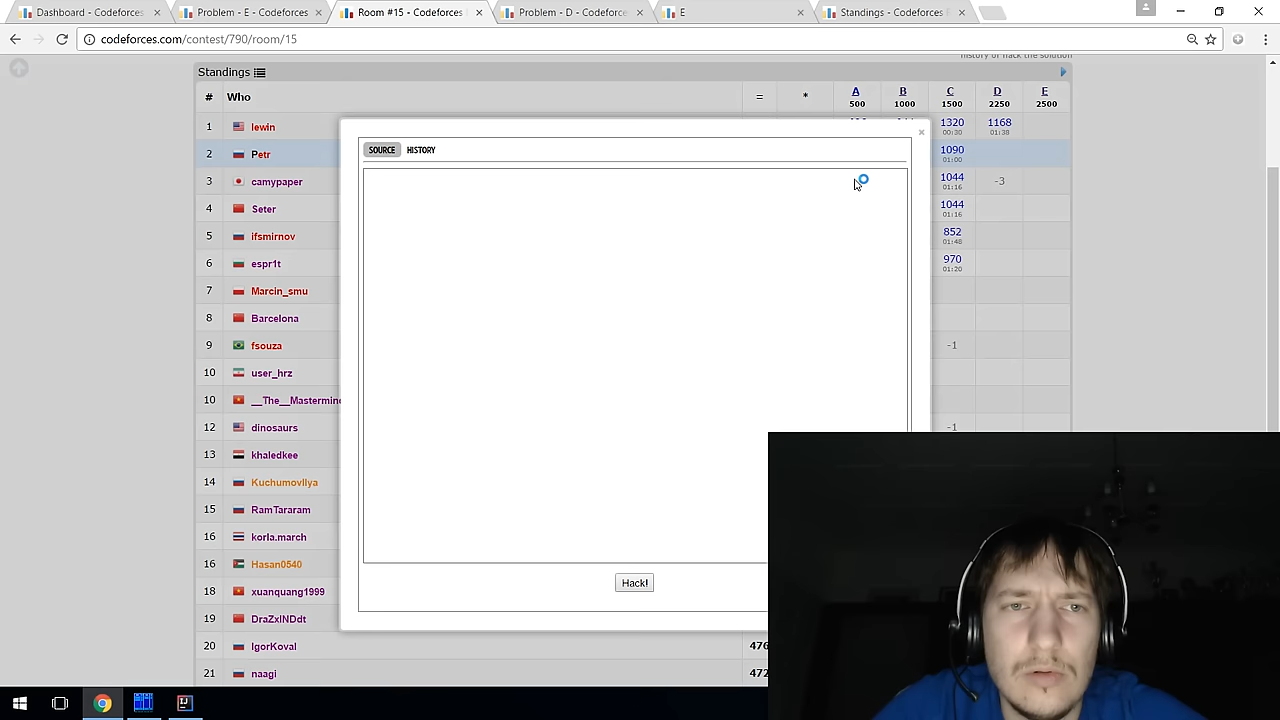 Dashboard - Codeforces
Problem - E - Codeforces
Room #15 - Codeforces
Problem - D - Codeforces
E
Standings - Codeforces
codeforces.com/contest/790/room/15
history or hack the solution
Standings
# Who = * A B C D E
500 1000 1500 2250 2500
1 lewin 1320 1168
00:30 01:38
2 Petr 1090
01:00
3 camypaper 1044 -3
01:16
4 Seter 1044
01:16
5 ifsmirnov 852
01:48
6 espr1t 970
01:20
7 Marcin_smu
8 Barcelona
9 fsouza -1
10 user_hrz
10 __The__Mastermind
12 dinosaurs -1
13 khaledkee
14 KuchumovIlya
15 RamTararam
16 korla.march
16 Hasan0540
18 xuanquang1999
19 DraZxlNDdt
20 IgorKoval 476
21 naagi 472
SOURCE HISTORY
Hack!